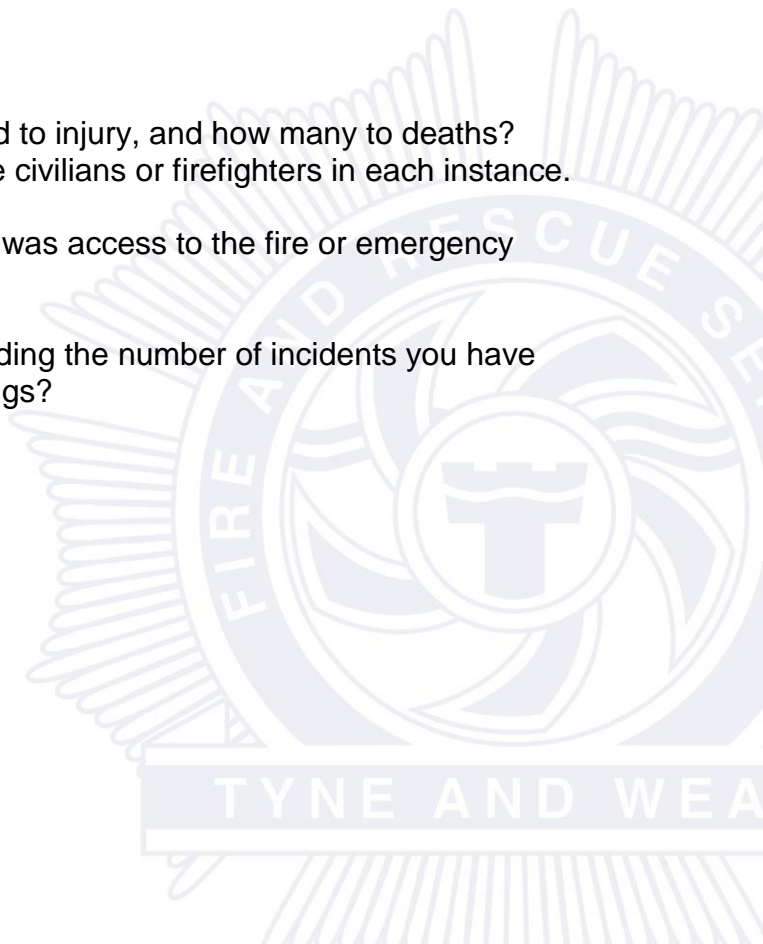 d to injury, and how many to deaths?
e civilians or firefighters in each instance.
was access to the fire or emergency
ding the number of incidents you have
gs?
FIRE AND RESCUE SE
TYNE AND WEA